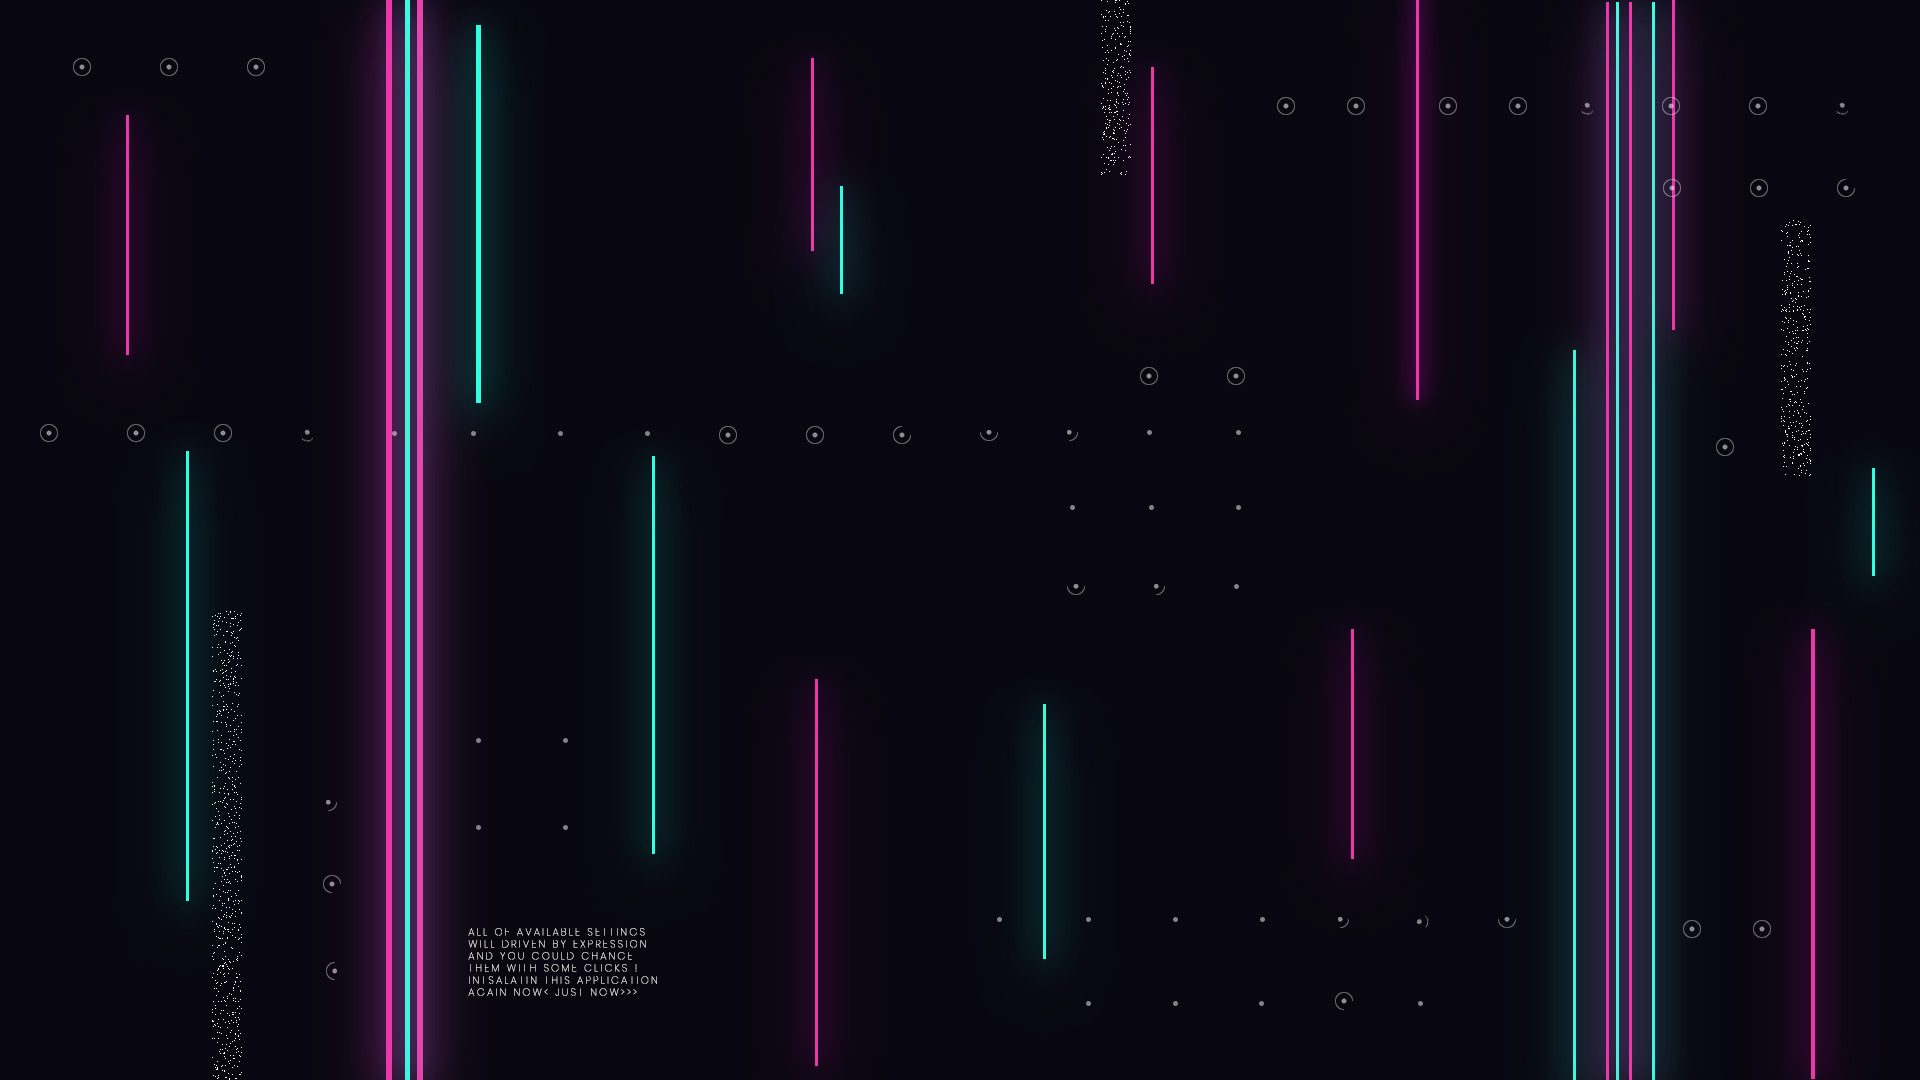 ALL OF AVAILABLE SETTINGS
WILL DRIVEN BY EXPRESSION
AND YOU COULD CHANGE
THEM WITH SOME CLICKS !
INTSALATIN THIS APPLICATION
AGAIN NOW< JUST NOW>>>